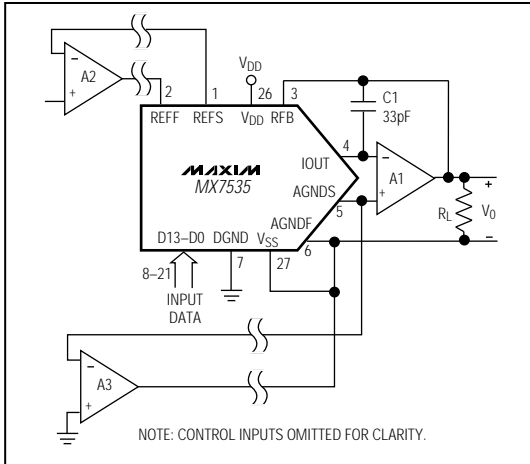 A2
−
+
2
1
VDD
26
3
C1
33pF
REFF
REFS
VDD
RFB
4
IOUT
−
A1
+
MAXIM
MX7535
AGNDS
5
AGNDF
6
+
RL
V0
−
D13–D0
DGND
VSS
8–21
7
27
INPUT
DATA
−
A3
+
NOTE: CONTROL INPUTS OMITTED FOR CLARITY.